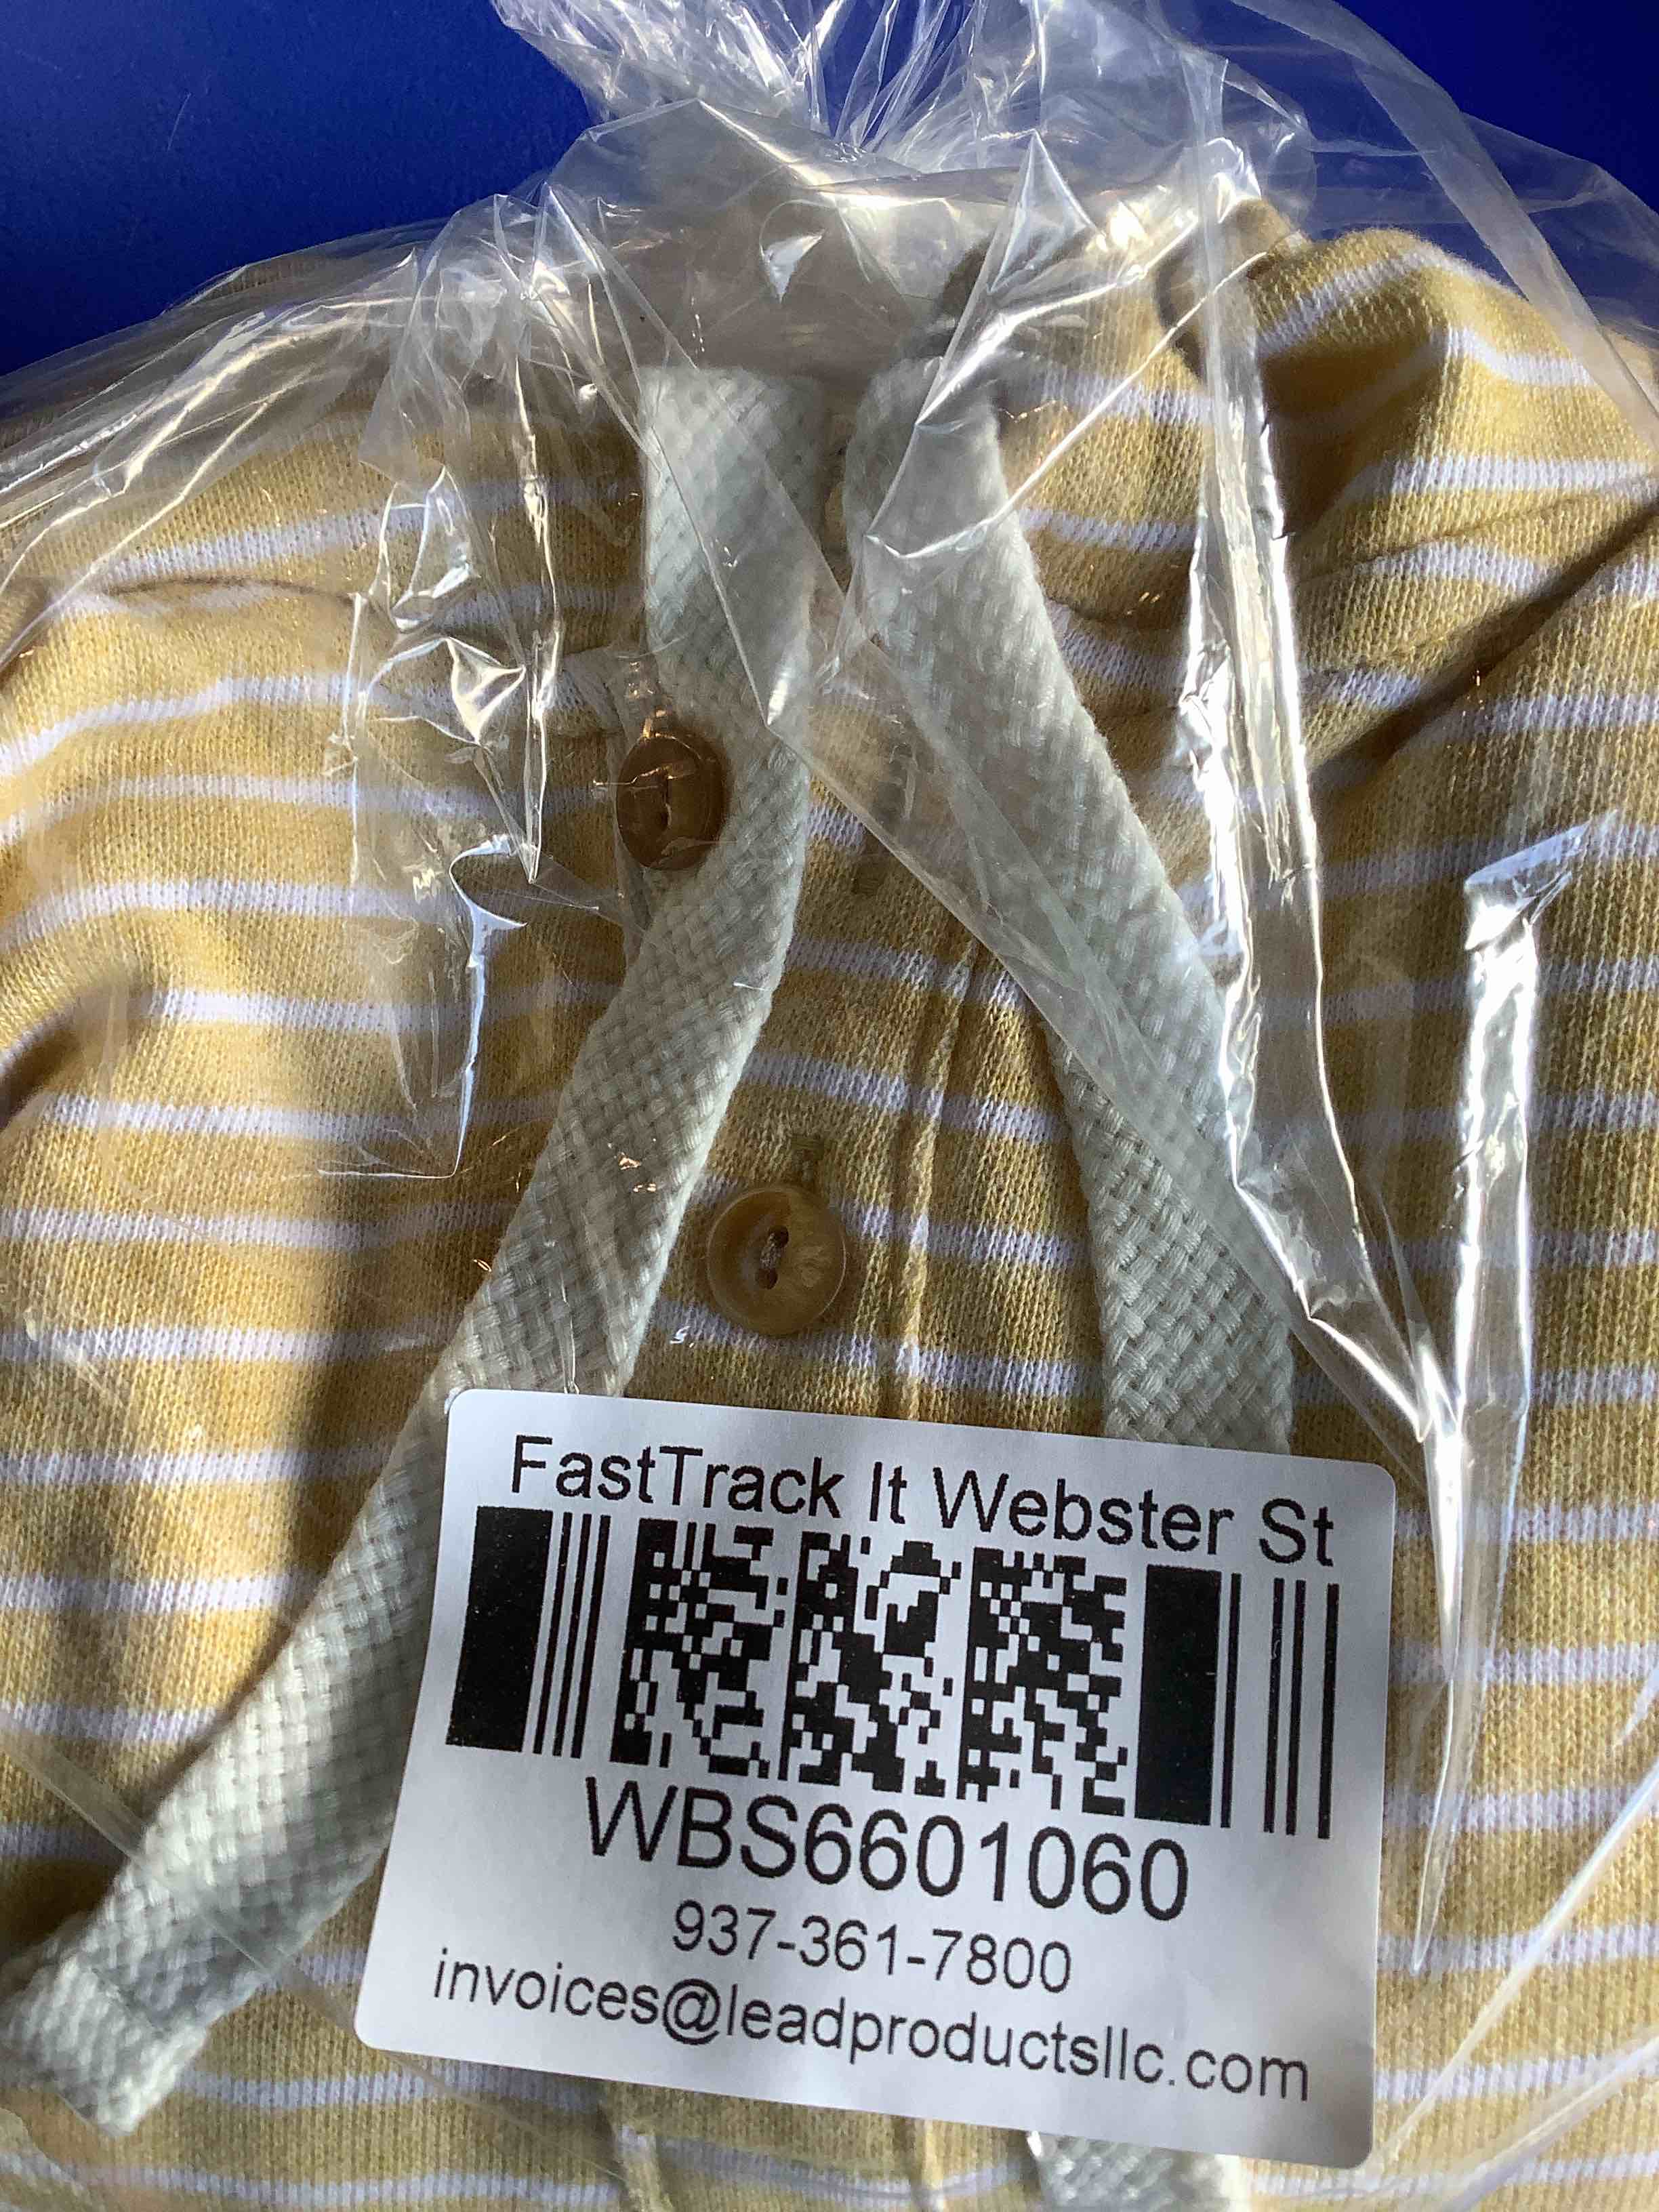 FastTrack It Webster St
WBS6601060
937-361-7800
invoices@leadproductsllc.com